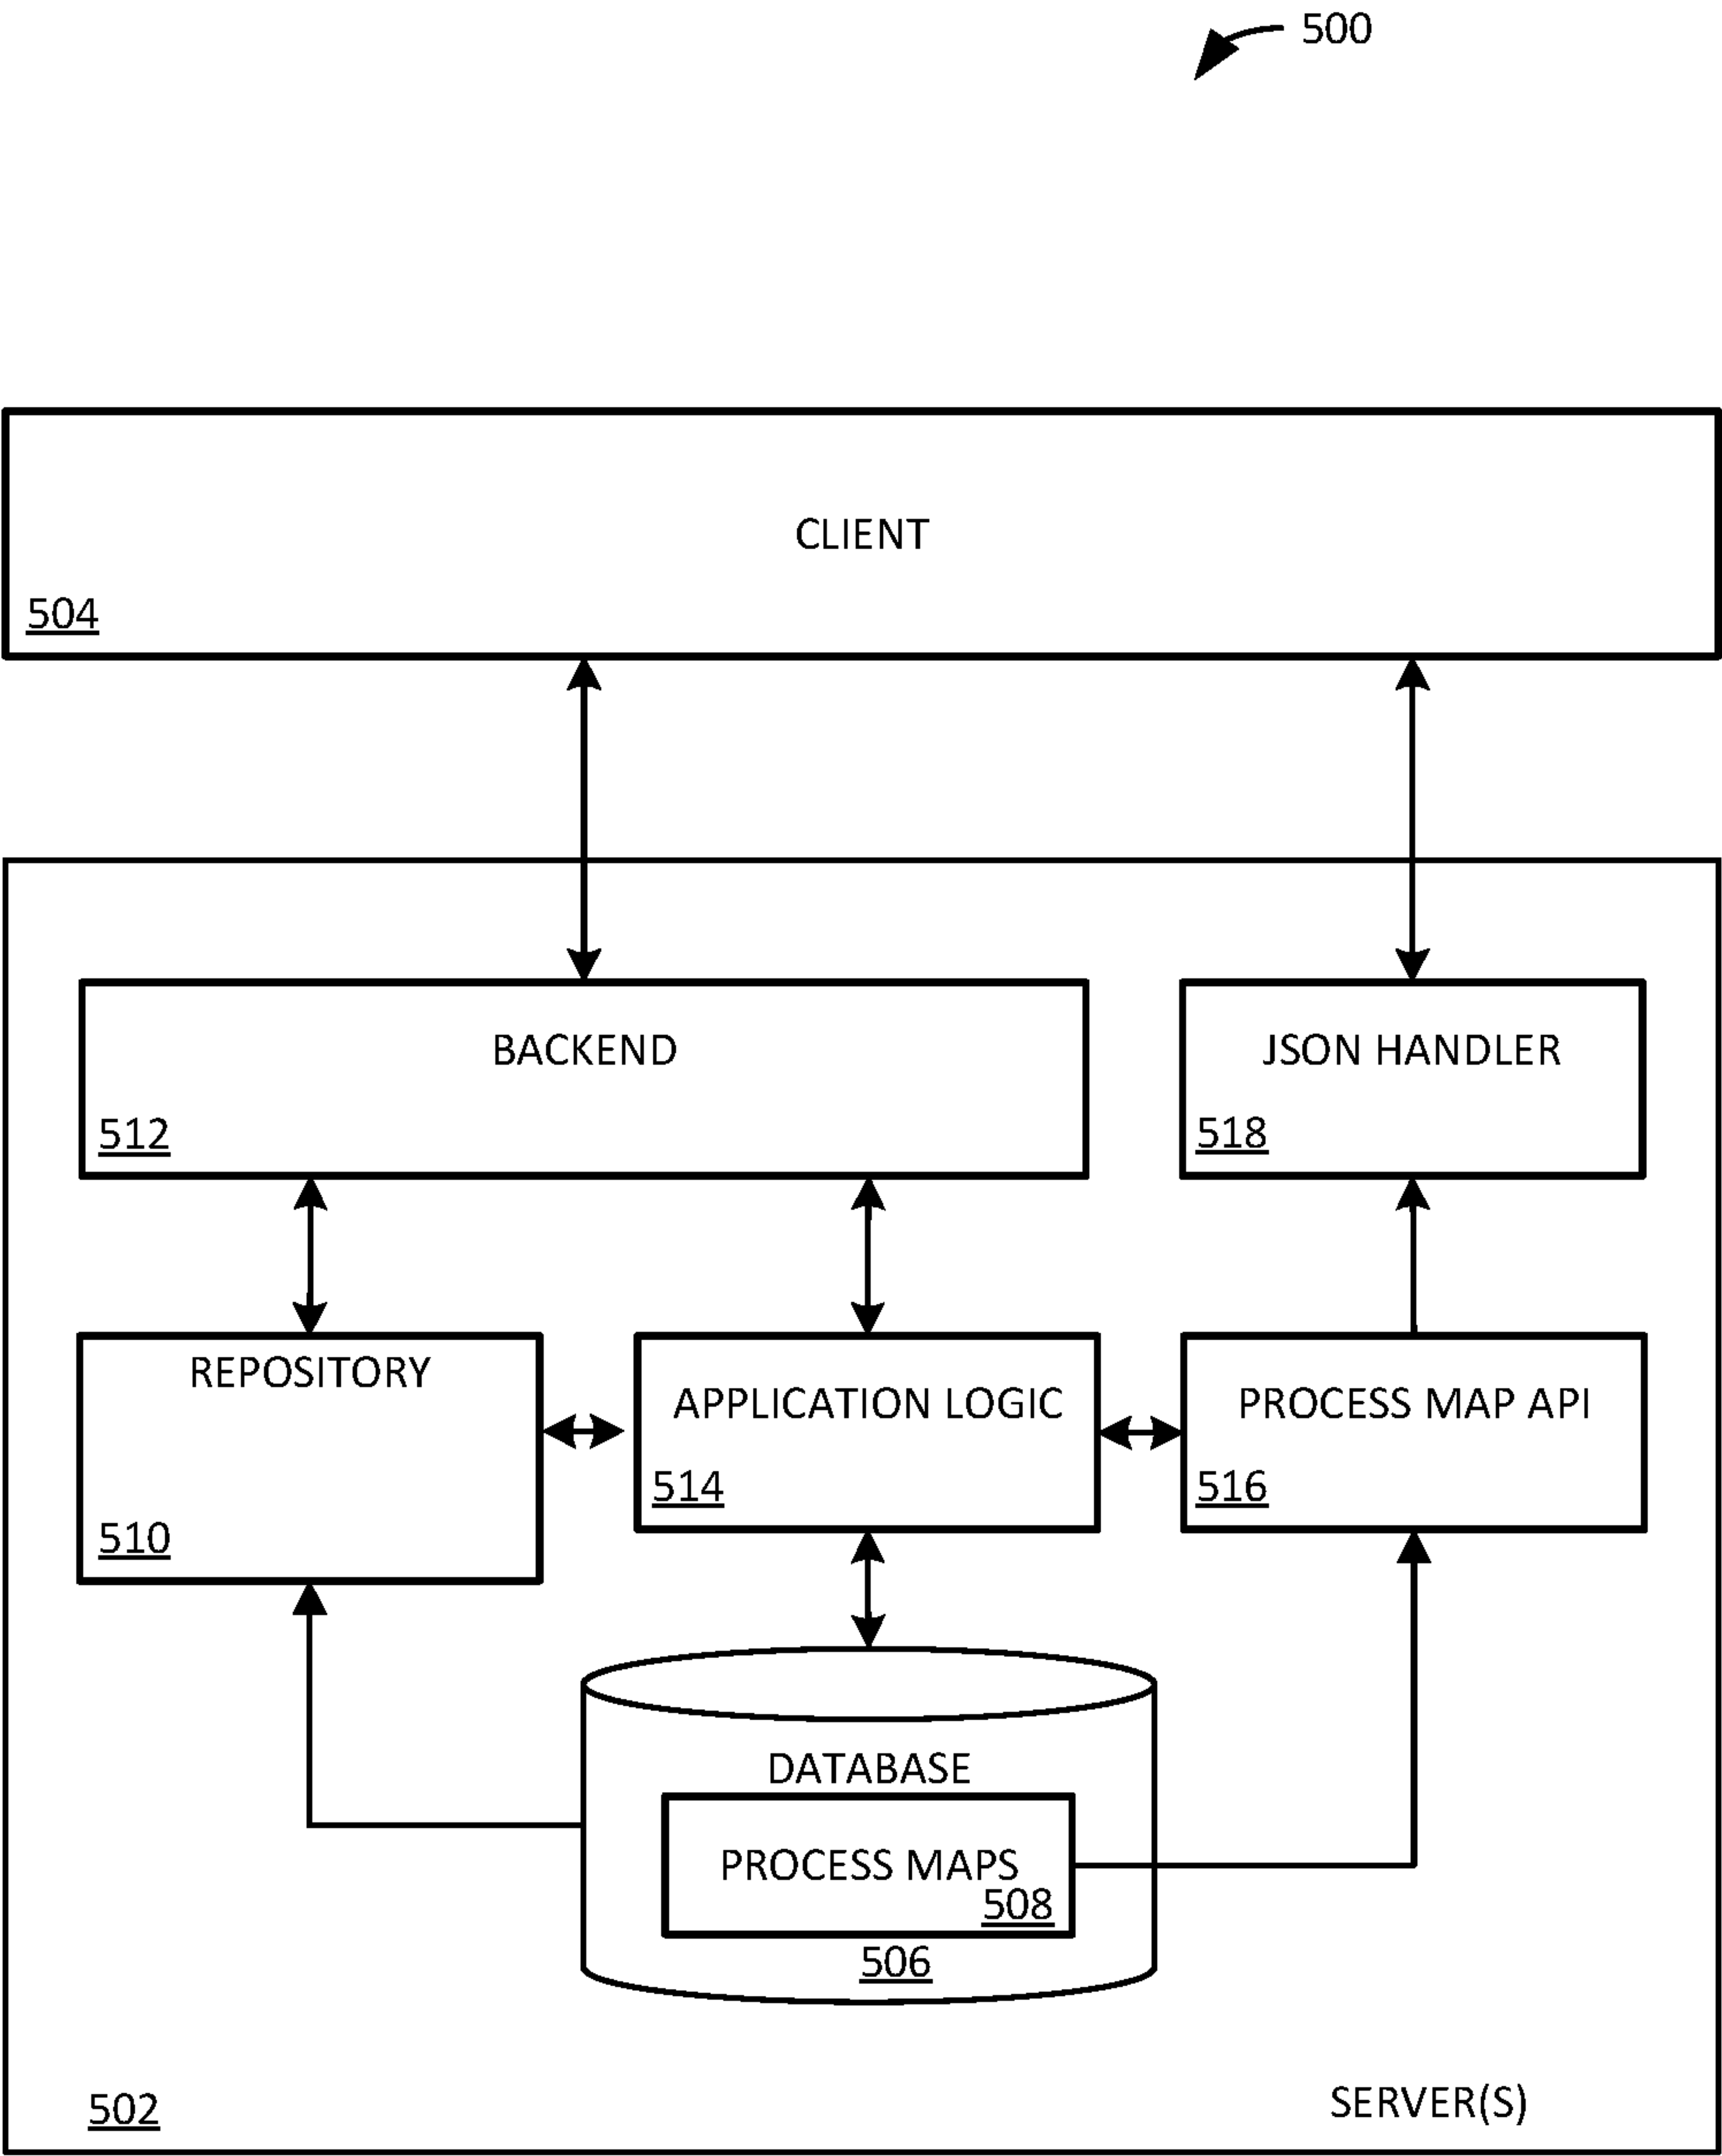 500
CLIENT
504
BACKEND
512
JSON HANDLER
518
REPOSITORY
510
APPLICATION LOGIC
514
PROCESS MAP API
516
DATABASE
PROCESS MAPS
508
506
502
SERVER(S)